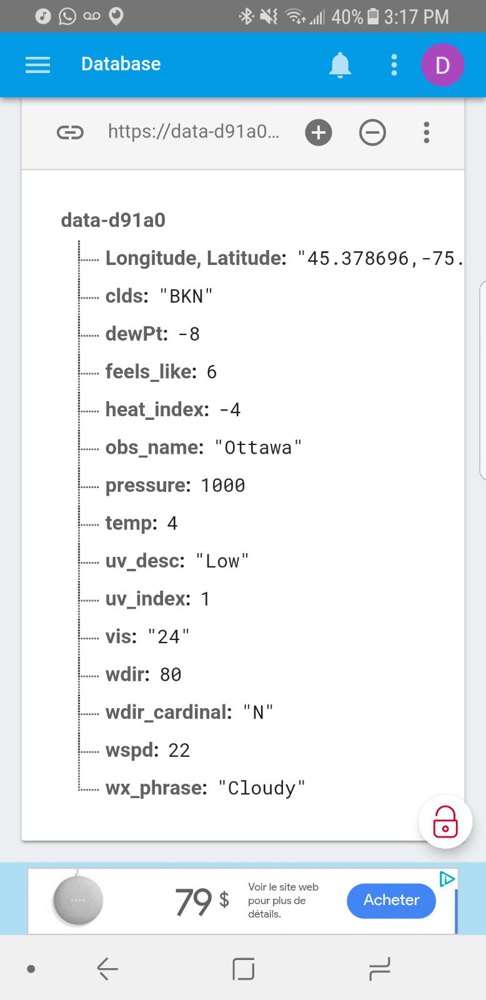 40% 3:17 PM
Database
D
https://data-d91a0...
data-d91a0
Longitude, Latitude: "45.378696,-75.
clds: "BKN"
dewPt: -8
feels_like: 6
heat_index: -4
obs_name: "Ottawa"
pressure: 1000
temp: 4
uv_desc: "Low"
uv_index: 1
vis: "24"
wdir: 80
wdir_cardinal: "N"
wspd: 22
wx_phrase: "Cloudy"
79 $
Voir le site web
pour plus de
détails.
Acheter